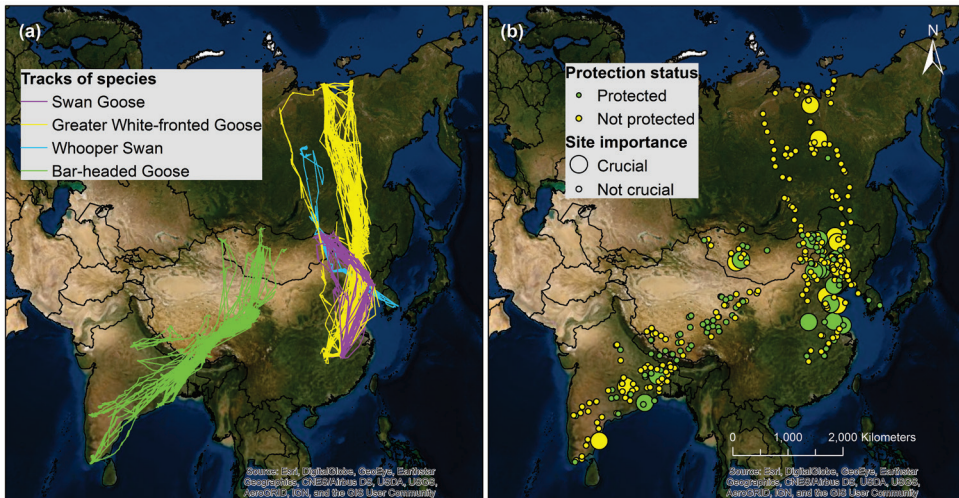 (a)
Tracks of species
Swan Goose
Greater White-fronted Goose
Whooper Swan
Bar-headed Goose
Source: Esri, DigitalGlobe, GeoEye, Earthstar
Geographics, CNES/Airbus DS, USDA, USGS,
AeroGRID, IGN, and the GIS User Community
(b)
N
Protection status
Protected
Not protected
Site importance
Crucial
Not crucial
0 1,000 2,000 Kilometers
Source: Esri, DigitalGlobe, GeoEye, Earthstar
Geographics, CNES/Airbus DS, USDA, USGS,
AeroGRID, IGN, and the GIS User Community